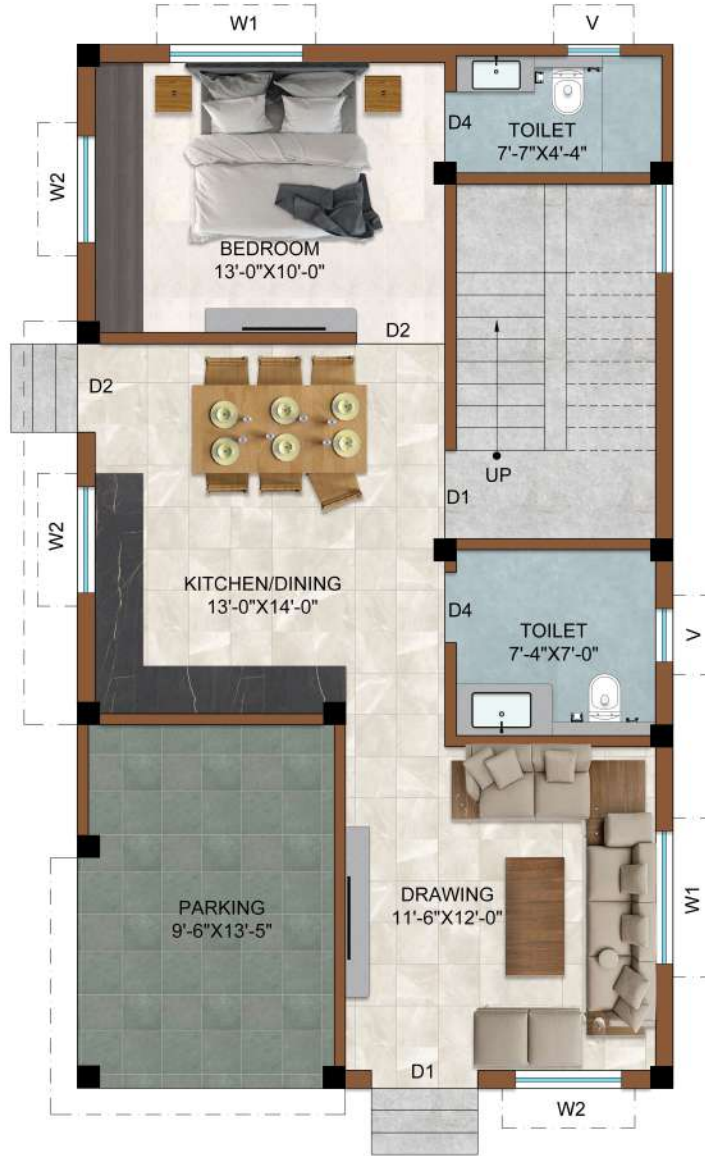 W1
V
W2
D4
TOILET
7'-7"X4'-4"
BEDROOM
13'-0"X10'-0"
D2
D2
UP
D1
W2
KITCHEN/DINING
13'-0"X14'-0"
D4
TOILET
7'-4"X7'-0"
V
PARKING
9'-6"X13'-5"
DRAWING
11'-6"X12'-0"
W1
D1
W2